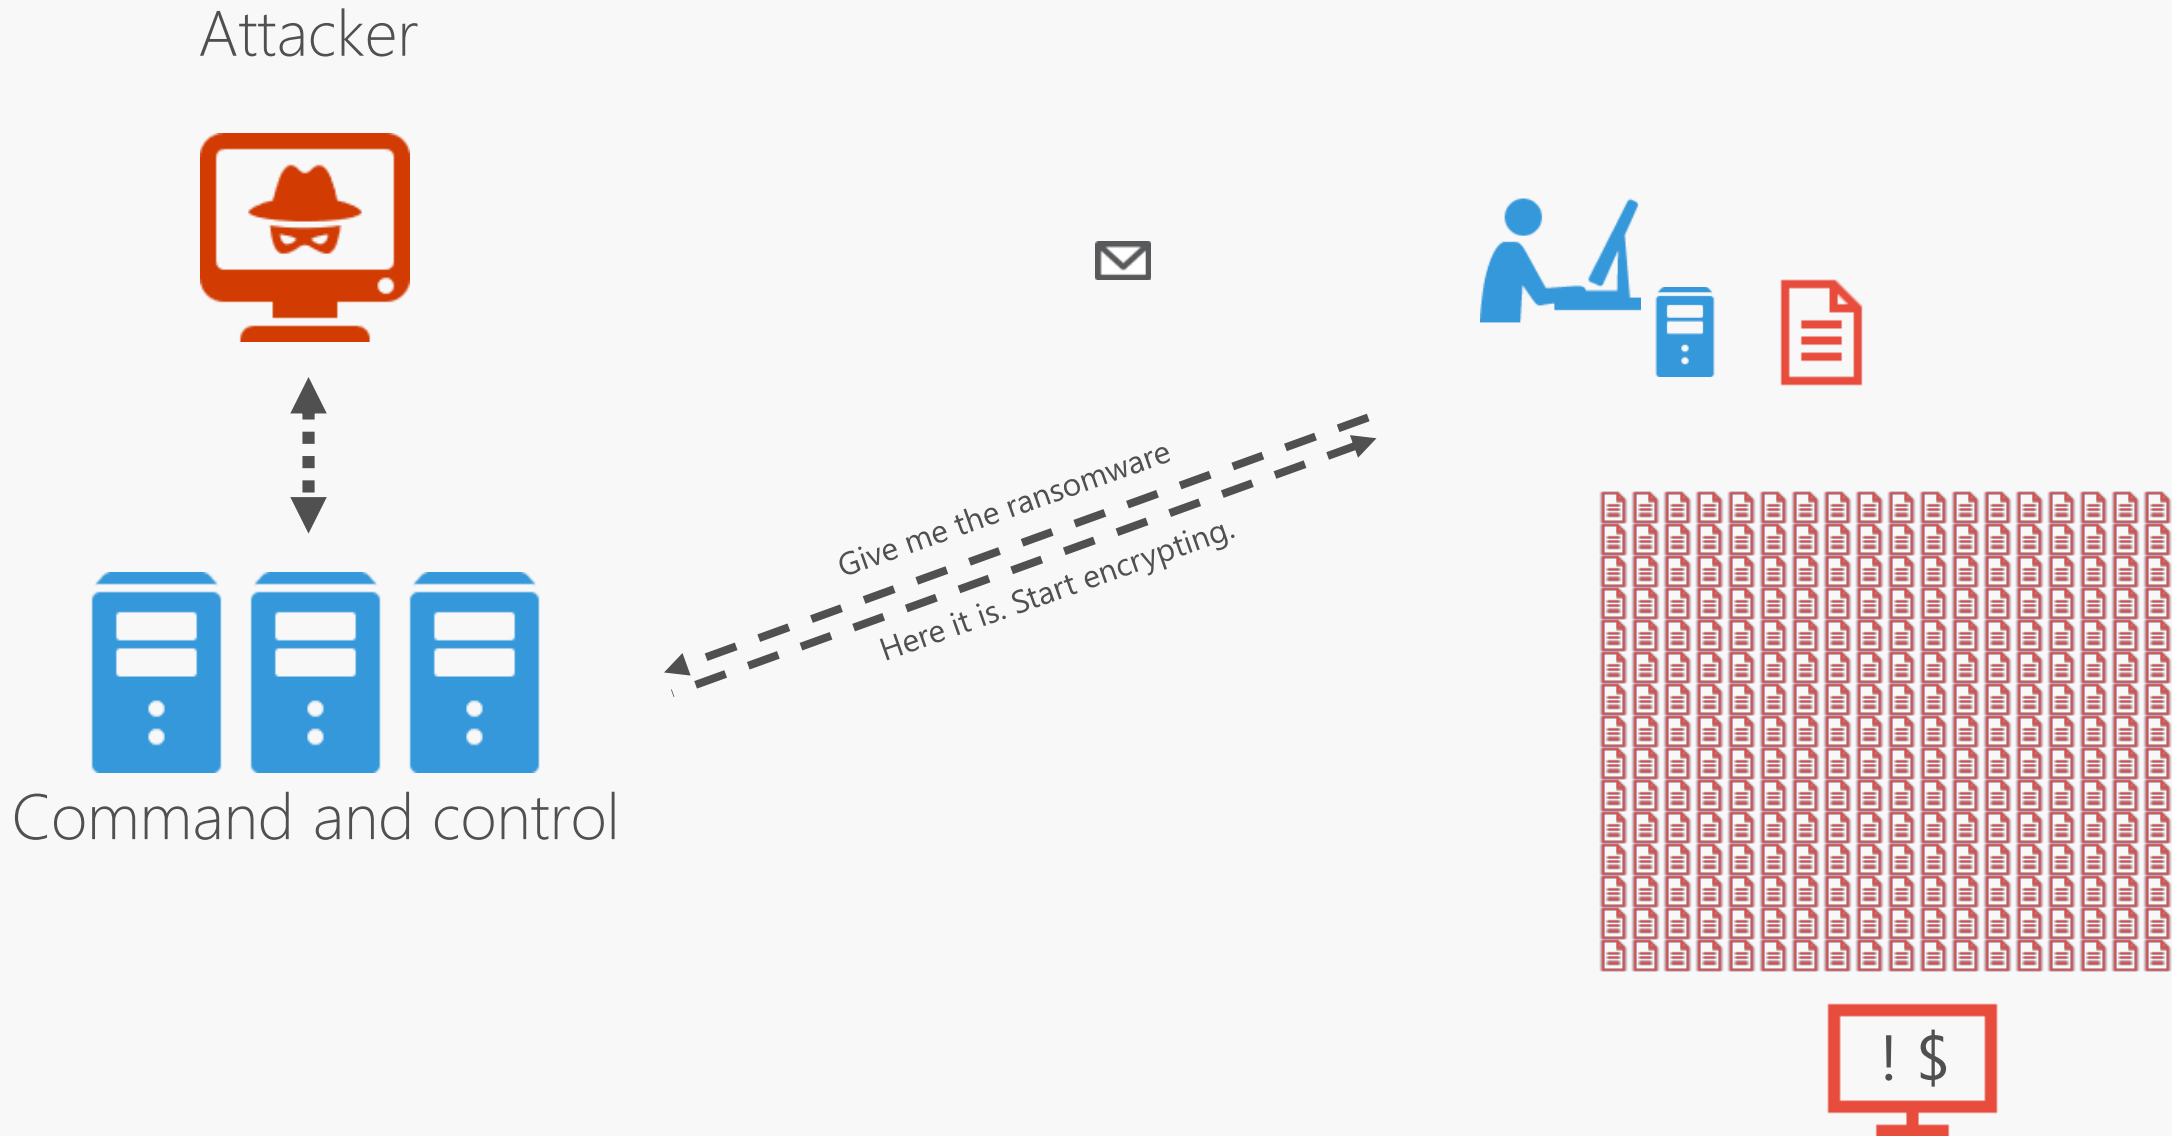 Attacker
Give me the ransomware
Here it is. Start encrypting.
Command and control
! $